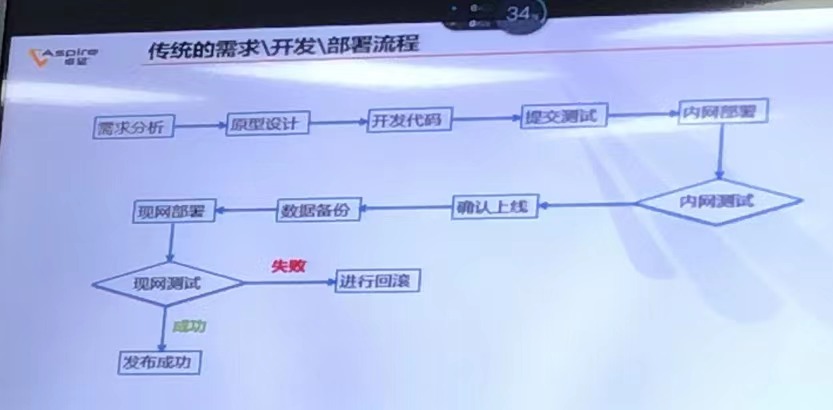 Aspire
卓望
传统的需求\开发\部署流程
34
需求分析
原型设计
开发代码
提交测试
内网部署
现网部署
数据备份
确认上线
内网测试
现网测试
失败
进行回滚
成功
发布成功